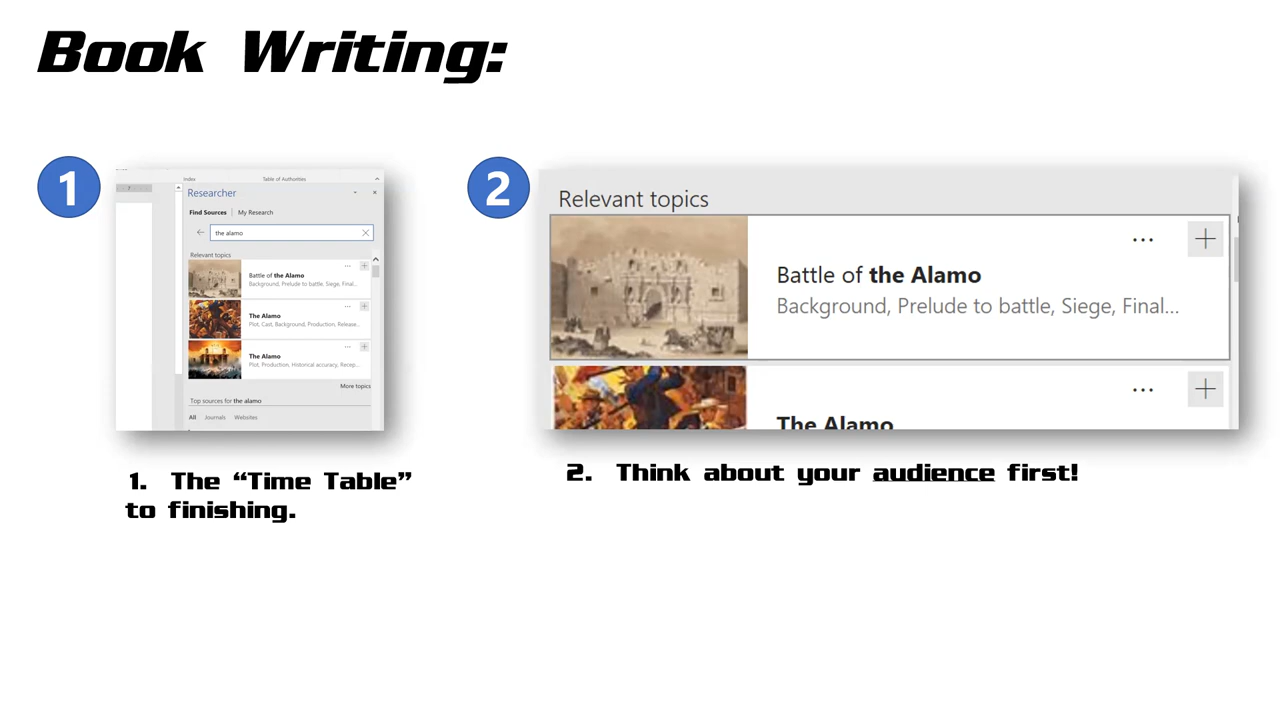 Book Writing:
1
Index Table of Authorities
Researcher
Find Sources | My Research
the alamo
Relevant topics
Battle of the Alamo
Background, Prelude to battle, Siege, Final...
The Alamo
Plot, Cast, Background, Production, Release...
The Alamo
Plot, Production, Historical accuracy, Recep...
More topics
Top sources for the alamo
All Journals Websites
1. The “Time Table”
to finishing.
2
Relevant topics
Battle of the Alamo
Background, Prelude to battle, Siege, Final...
The Alamo
2. Think about your audience first!